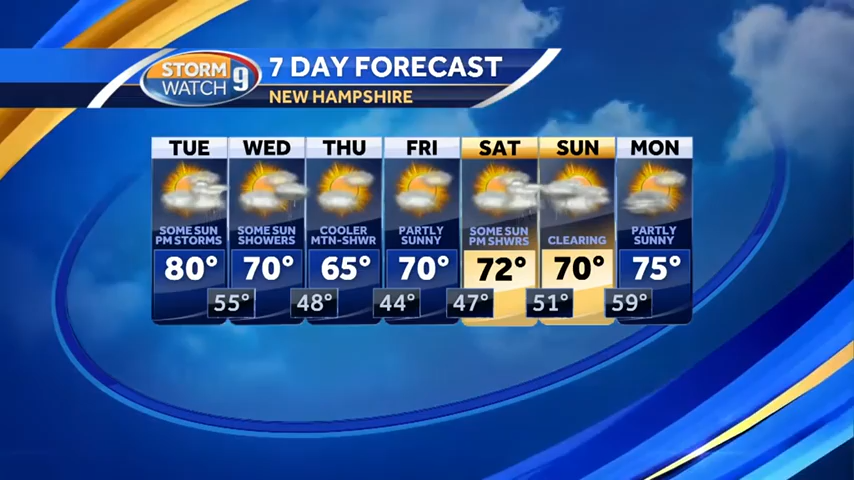 STORM
WATCH 9
7 DAY FORECAST
NEW HAMPSHIRE
TUE WED THU FRI SAT SUN MON
SOME SUN SOME SUN COOLER PARTLY SOME SUN PARTLY
PM STORMS SHOWERS MTN-SHWR SUNNY PM SHWRS CLEARING SUNNY
80° 70° 65° 70° 72° 70° 75°
55° 48° 44° 47° 51° 59°